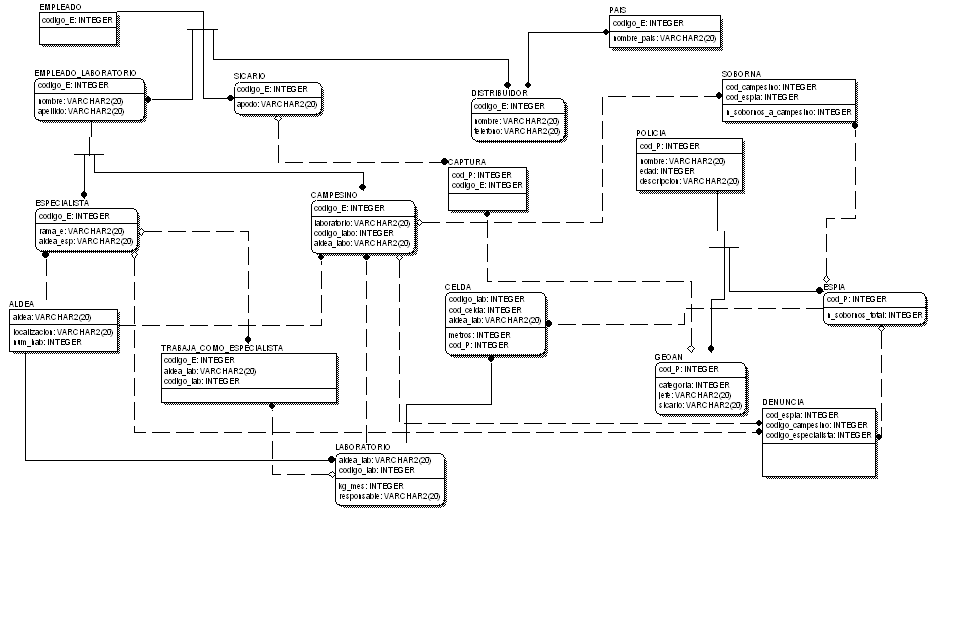 EMPLEADO
codigo_E: INTEGER
PAIS
codigo_E: INTEGER
nombre_pais: VARCHAR2(20)
EMPLEADO_LABORATORIO
codigo_E: INTEGER
nombre: VARCHAR2(20)
apellido: VARCHAR2(20)
SICARIO
codigo_E: INTEGER
apodo: VARCHAR2(20)
DISTRIBUIDOR
codigo_E: INTEGER
nombre: VARCHAR2(20)
telefono: VARCHAR2(20)
SOBORNA
cod_campesino: INTEGER
cod_espia: INTEGER
n_sobornos_a_campesino: INTEGER
POLICIA
cod_P: INTEGER
nombre: VARCHAR2(20)
edad: INTEGER
descripcion: VARCHAR2(20)
CAPTURA
cod_P: INTEGER
codigo_E: INTEGER
ESPECIALISTA
codigo_E: INTEGER
rama_e: VARCHAR2(20)
aldea_esp: VARCHAR2(20)
CAMPESINO
codigo_E: INTEGER
laboratorio: VARCHAR2(20)
codigo_labo: INTEGER
aldea_labo: VARCHAR2(20)
ALDEA
aldea: VARCHAR2(20)
localizacion: VARCHAR2(20)
num_hab: INTEGER
CELDA
codigo_lab: INTEGER
cod_celda: INTEGER
aldea_lab: VARCHAR2(20)
metros: INTEGER
cod_P: INTEGER
ESPIA
cod_P: INTEGER
n_sobornos_total: INTEGER
TRABAJA_COMO_ESPECIALISTA
codigo_E: INTEGER
aldea_lab: VARCHAR2(20)
codigo_lab: INTEGER
GEOAN
cod_P: INTEGER
categoria: INTEGER
jefe: VARCHAR2(20)
sicario: VARCHAR2(20)
DENUNCIA
cod_espia: INTEGER
codigo_campesino: INTEGER
codigo_especialista: INTEGER
LABORATORIO
aldea_lab: VARCHAR2(20)
codigo_lab: INTEGER
kg_mes: INTEGER
responsable: VARCHAR2(20)